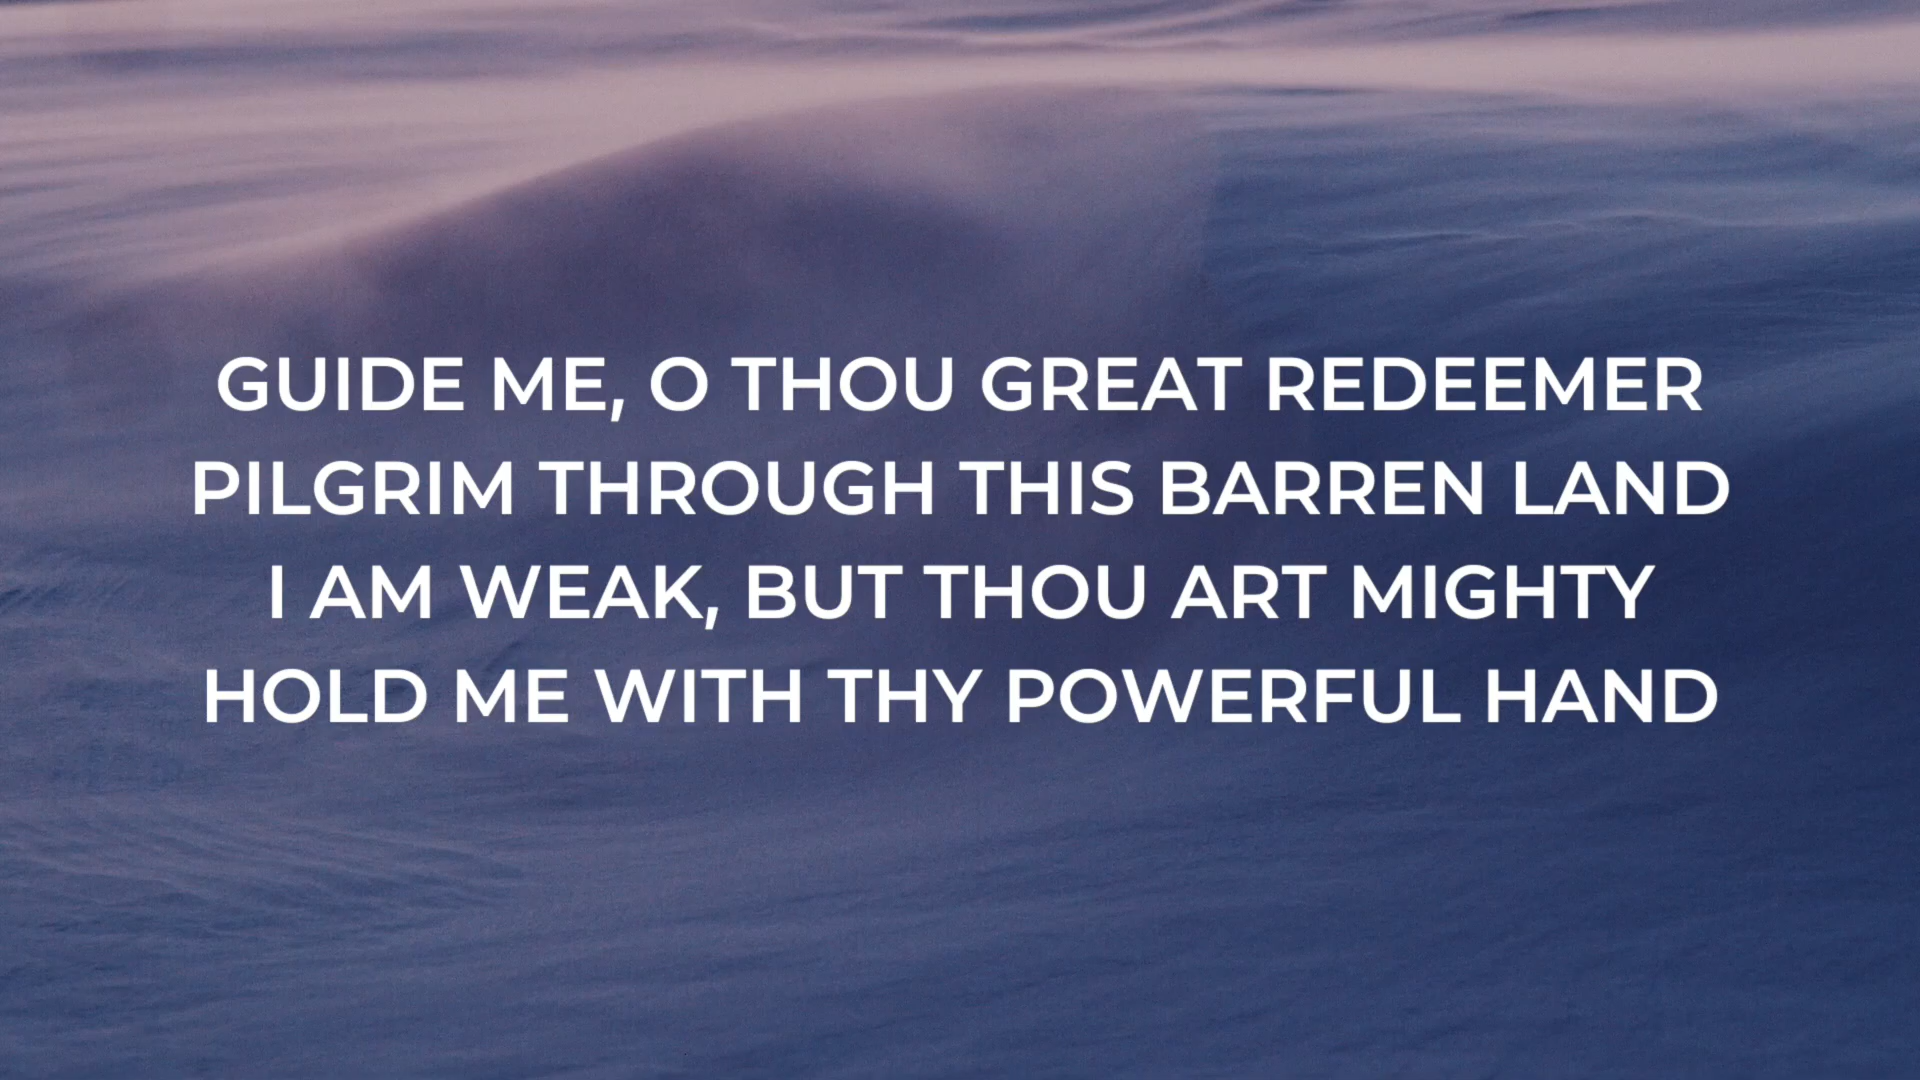 GUIDE ME, O THOU GREAT REDEEMER
PILGRIM THROUGH THIS BARREN LAND
I AM WEAK, BUT THOU ART MIGHTY
HOLD ME WITH THY POWERFUL HAND